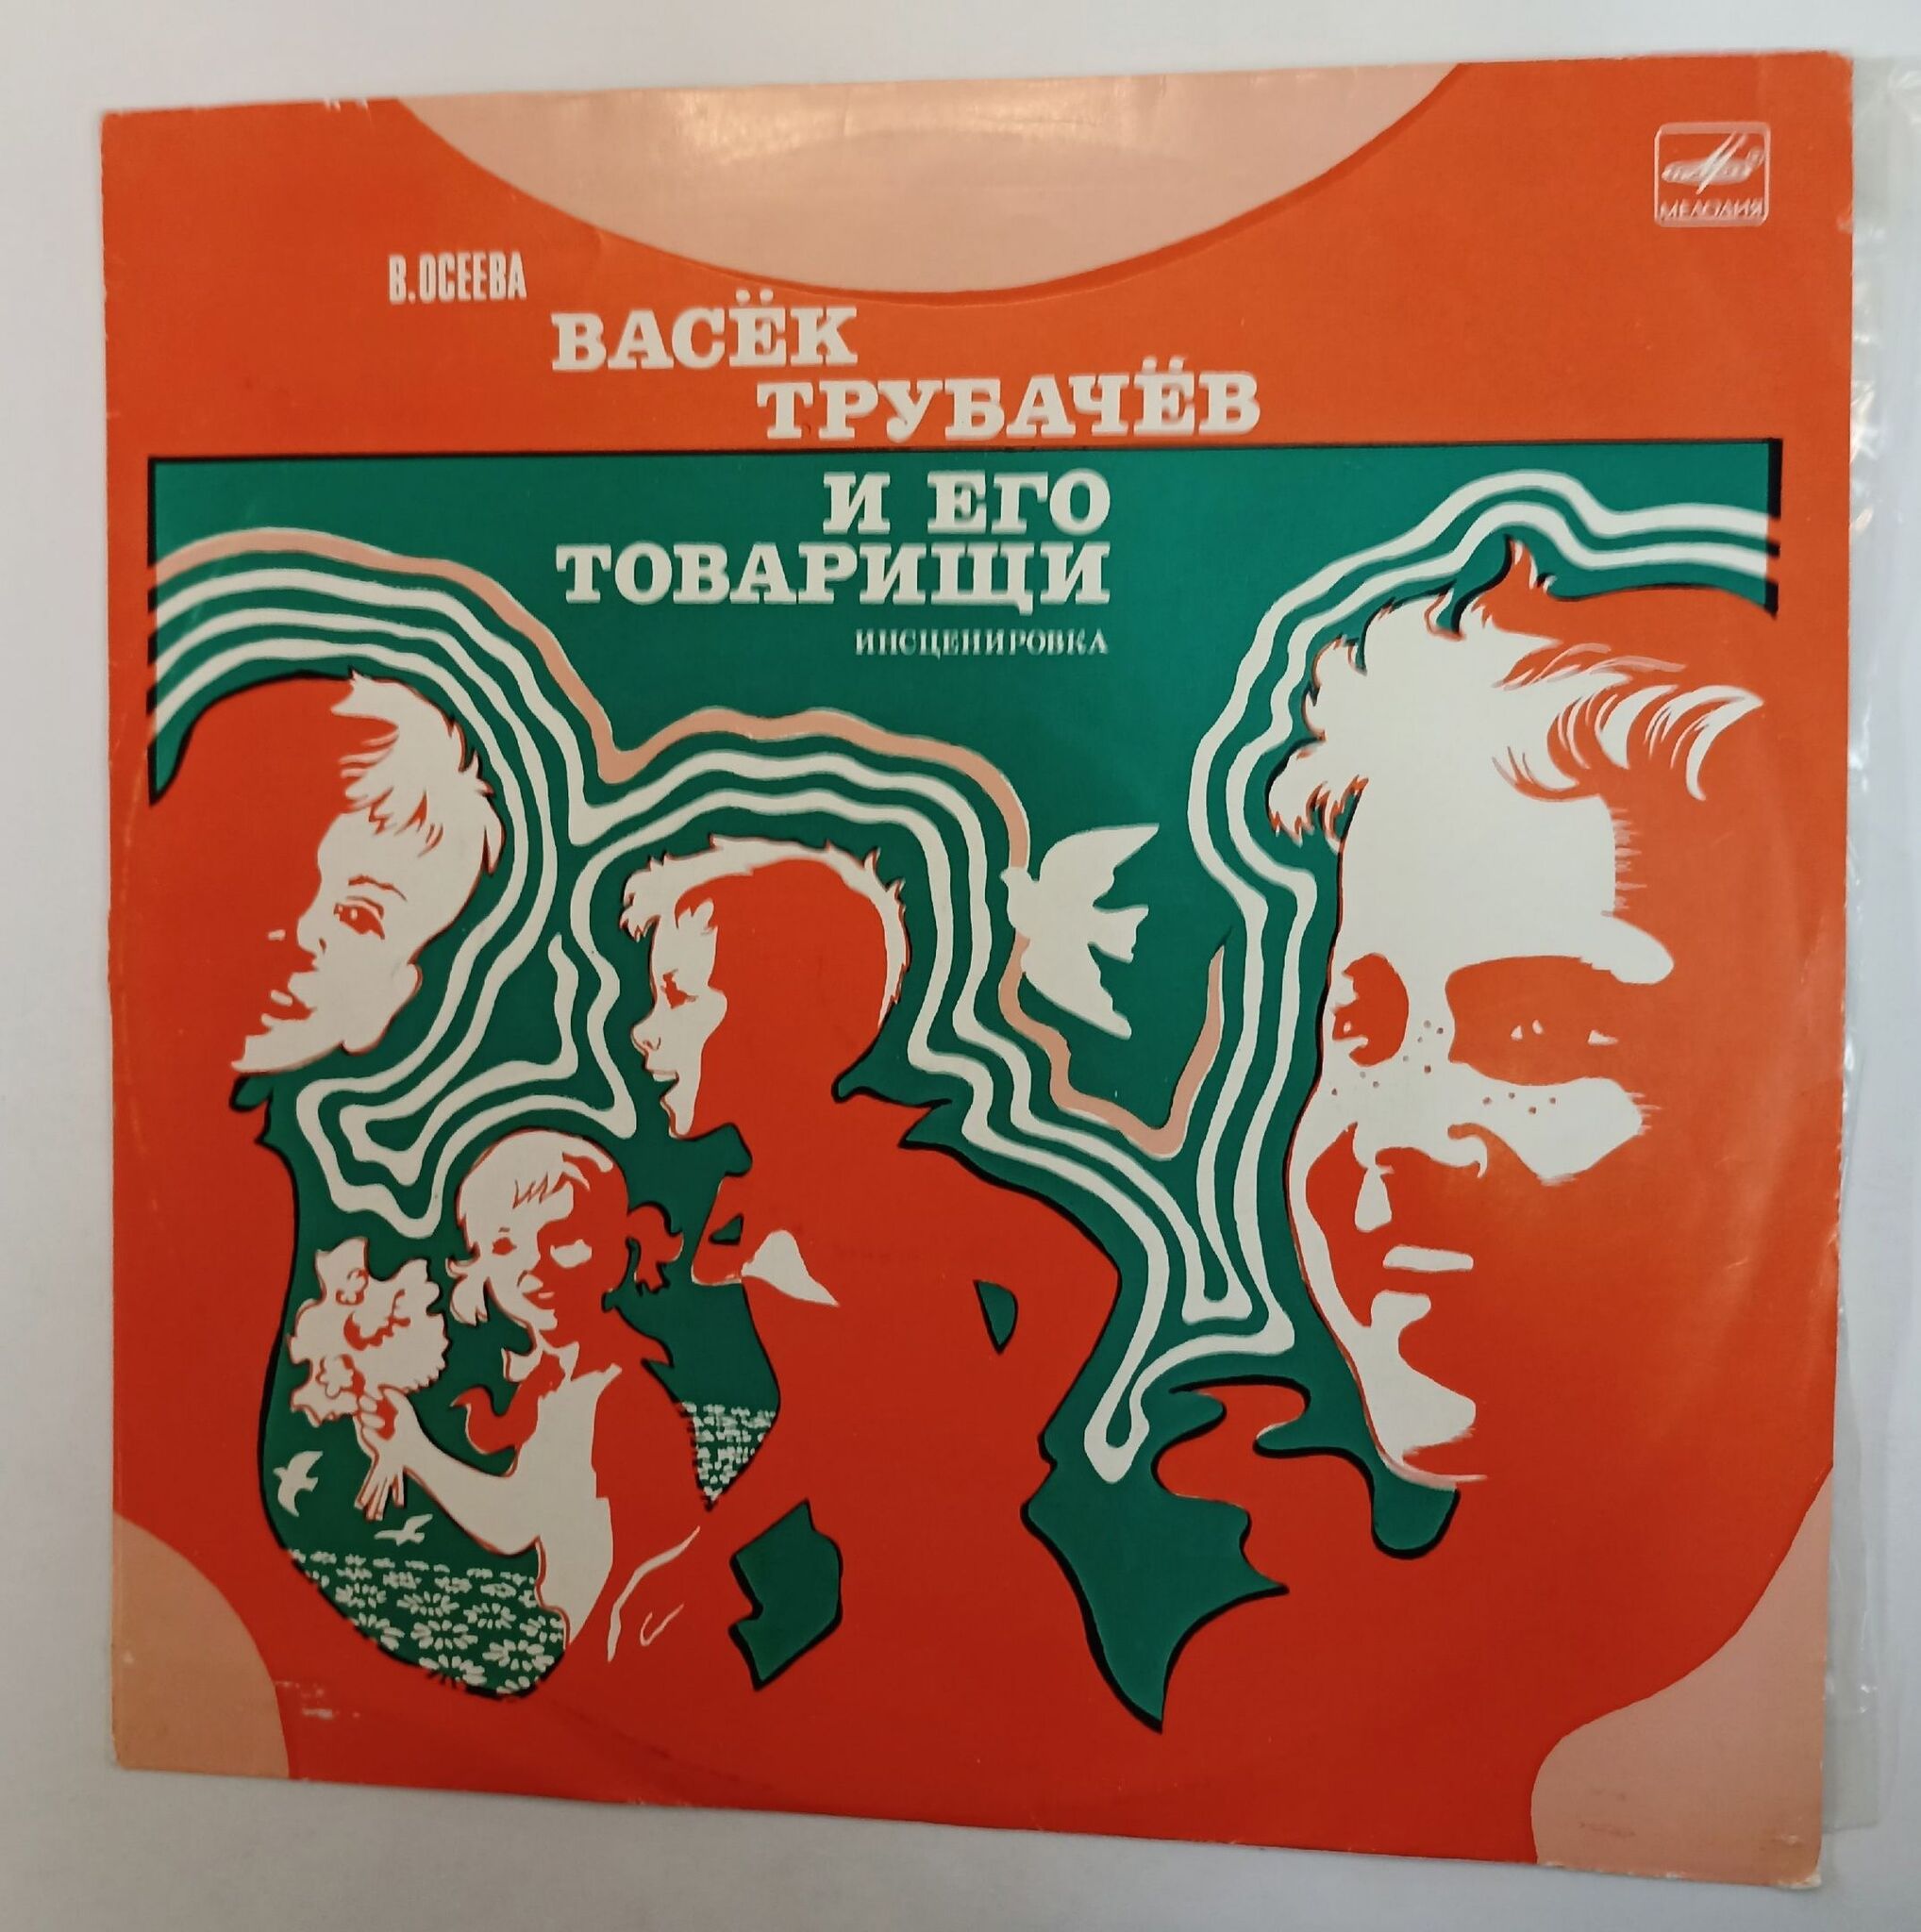 МЕЛОДИЯ
В.ОСЕЕВА
ВАСЁК
ТРУБАЧЁВ
И ЕГО
ТОВАРИЩИ
ИНСЦЕНИРОВКА